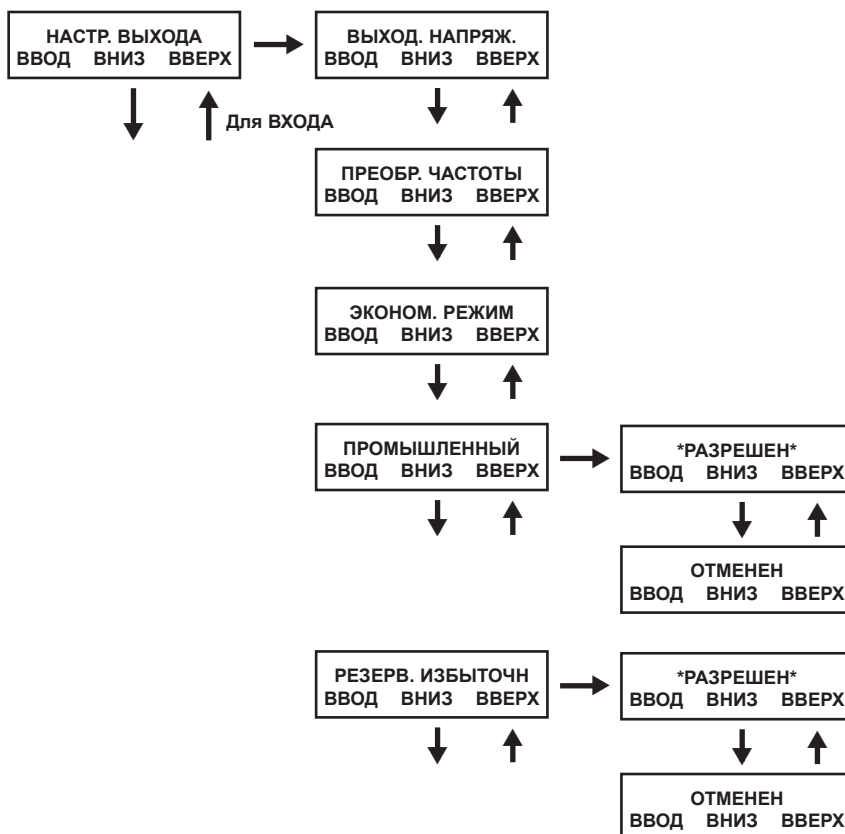 НАСТР. ВЫХОДА
ВВОД ВНИЗ ВВЕРХ
Для ВХОДА
ВЫХОД. НАПРЯЖ.
ВВОД ВНИЗ ВВЕРХ
ПРЕОБР. ЧАСТОТЫ
ВВОД ВНИЗ ВВЕРХ
ЭКОНОМ. РЕЖИМ
ВВОД ВНИЗ ВВЕРХ
ПРОМЫШЛЕННЫЙ
ВВОД ВНИЗ ВВЕРХ
*РАЗРЕШЕН*
ВВОД ВНИЗ ВВЕРХ
ОТМЕНЕН
ВВОД ВНИЗ ВВЕРХ
РЕЗЕРВ. ИЗБЫТОЧН
ВВОД ВНИЗ ВВЕРХ
*РАЗРЕШЕН*
ВВОД ВНИЗ ВВЕРХ
ОТМЕНЕН
ВВОД ВНИЗ ВВЕРХ